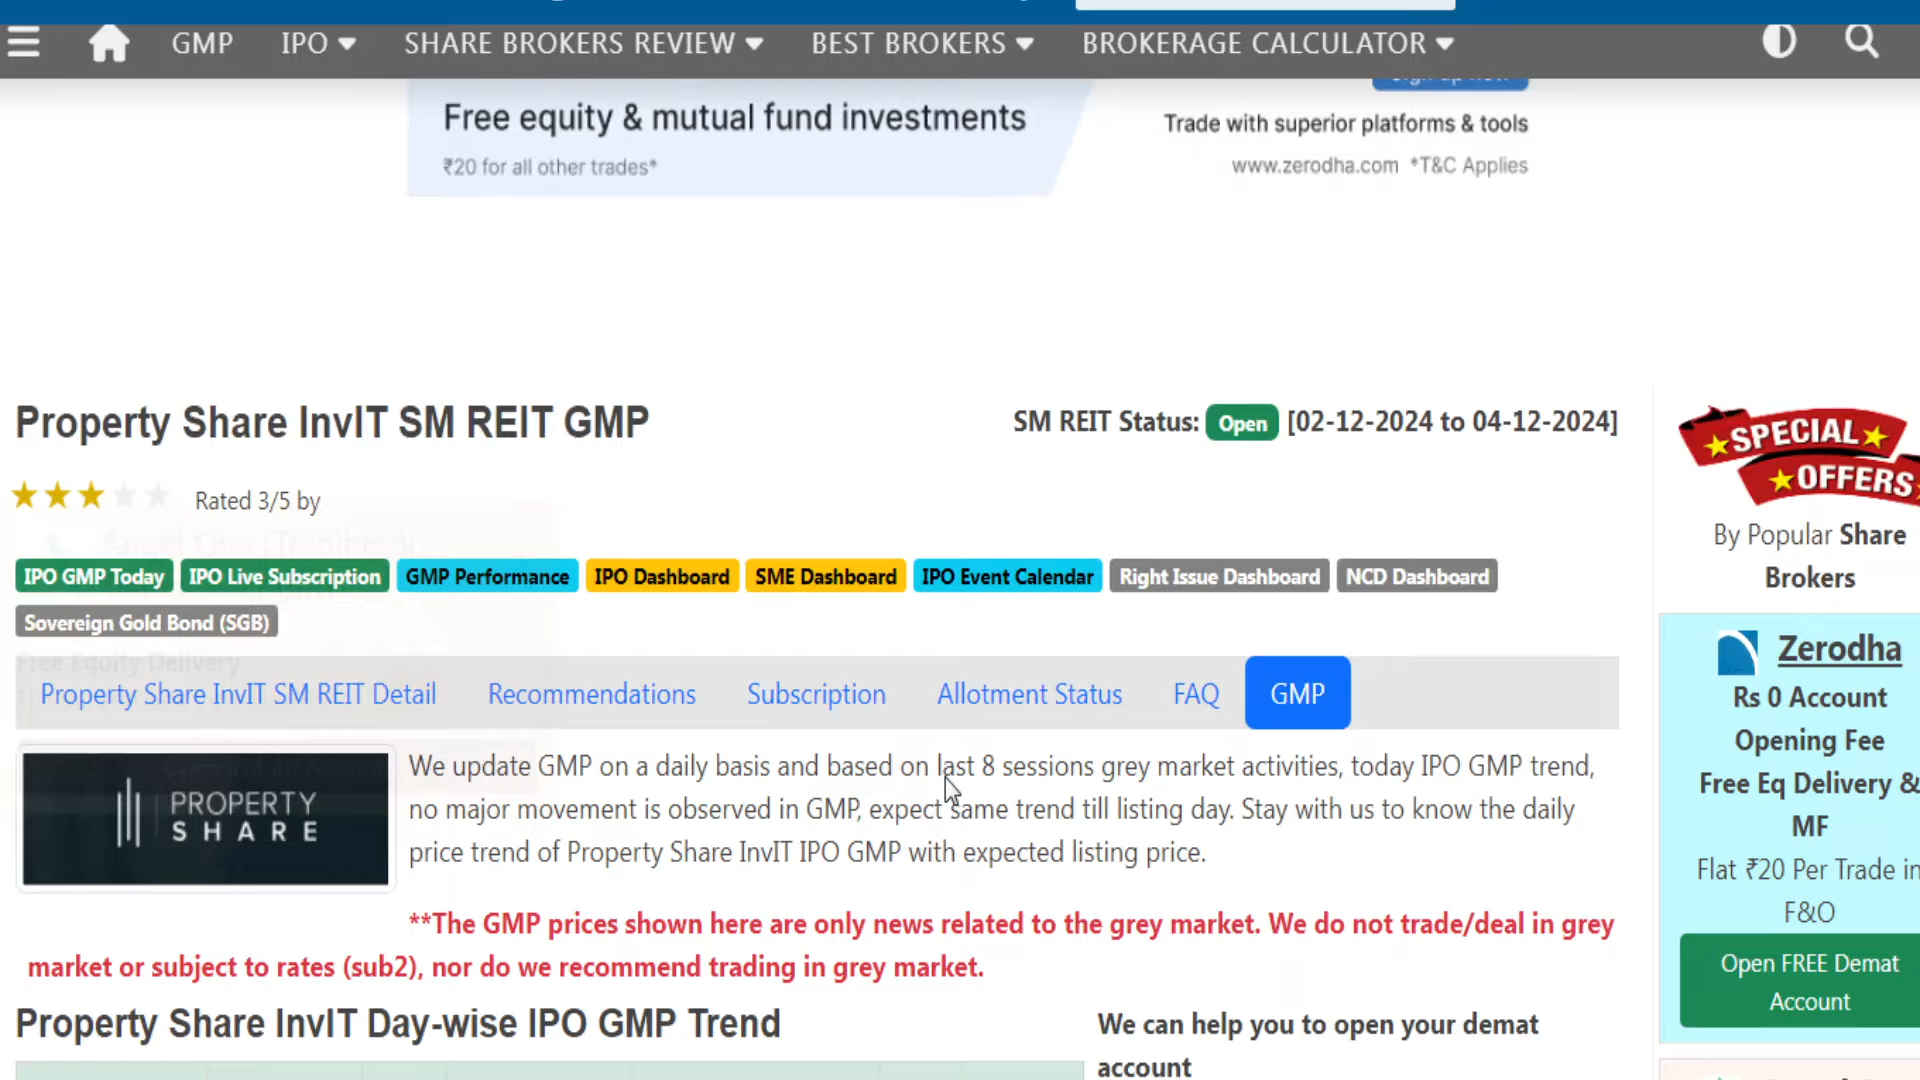 GMP IPO SHARE BROKERS REVIEW BEST BROKERS BROKERAGE CALCULATOR
Free equity & mutual fund investments
₹20 for all other trades*
Trade with superior platforms & tools
www.zerodha.com *T&C Applies
Property Share InvIT SM REIT GMP
SM REIT Status: Open [02-12-2024 to 04-12-2024]
Rated 3/5 by
IPO GMP Today IPO Live Subscription GMP Performance IPO Dashboard SME Dashboard IPO Event Calendar Right Issue Dashboard NCD Dashboard
Sovereign Gold Bond (SGB)
Free Equity Delivery
Property Share InvIT SM REIT Detail Recommendations Subscription Allotment Status FAQ GMP
PROPERTY
SHARE
We update GMP on a daily basis and based on last 8 sessions grey market activities, today IPO GMP trend,
no major movement is observed in GMP, expect same trend till listing day. Stay with us to know the daily
price trend of Property Share InvIT IPO GMP with expected listing price.
**The GMP prices shown here are only news related to the grey market. We do not trade/deal in grey
market or subject to rates (sub2), nor do we recommend trading in grey market.
Property Share InvIT Day-wise IPO GMP Trend
We can help you to open your demat
account
SPECIAL
OFFERS
By Popular Share
Brokers
Zerodha
Rs 0 Account
Opening Fee
Free Eq Delivery &
MF
Flat ₹20 Per Trade in
F&O
Open FREE Demat
Account